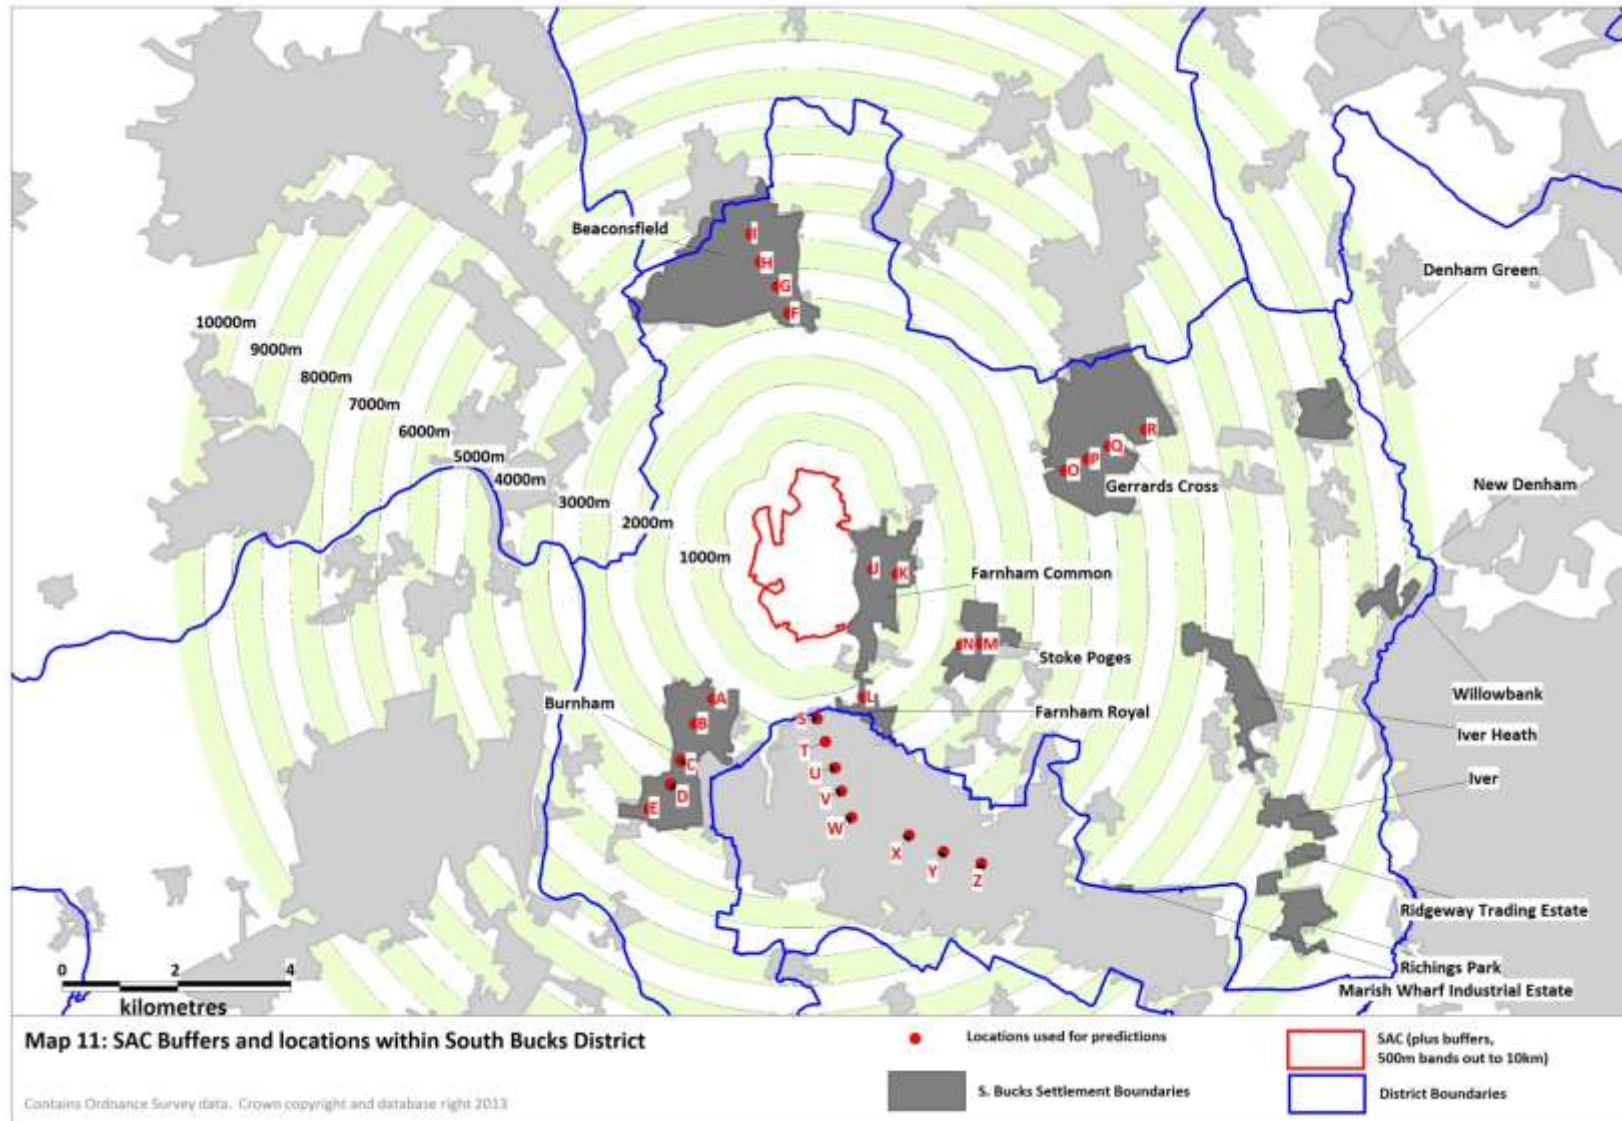 Beaconsfield
I
H
G
F
Denham Green
10000m
9000m
8000m
7000m
6000m
5000m
4000m
3000m
2000m
1000m
R
Q
P
O
Gerrards Cross
New Denham
J
K
Farnham Common
N
M
Stoke Poges
Willowbank
Burnham
A
B
C
D
E
L
Farnham Royal
Iver Heath
Iver
S
T
U
V
W
X
Y
Z
Ridgeway Trading Estate
Richings Park
Marish Wharf Industrial Estate
0 2 4
kilometres
Map 11: SAC Buffers and locations within South Bucks District
Contains Ordnance Survey data. Crown copyright and database right 2013
Locations used for predictions
S. Bucks Settlement Boundaries
SAC (plus buffers,
500m bands out to 10km)
District Boundaries